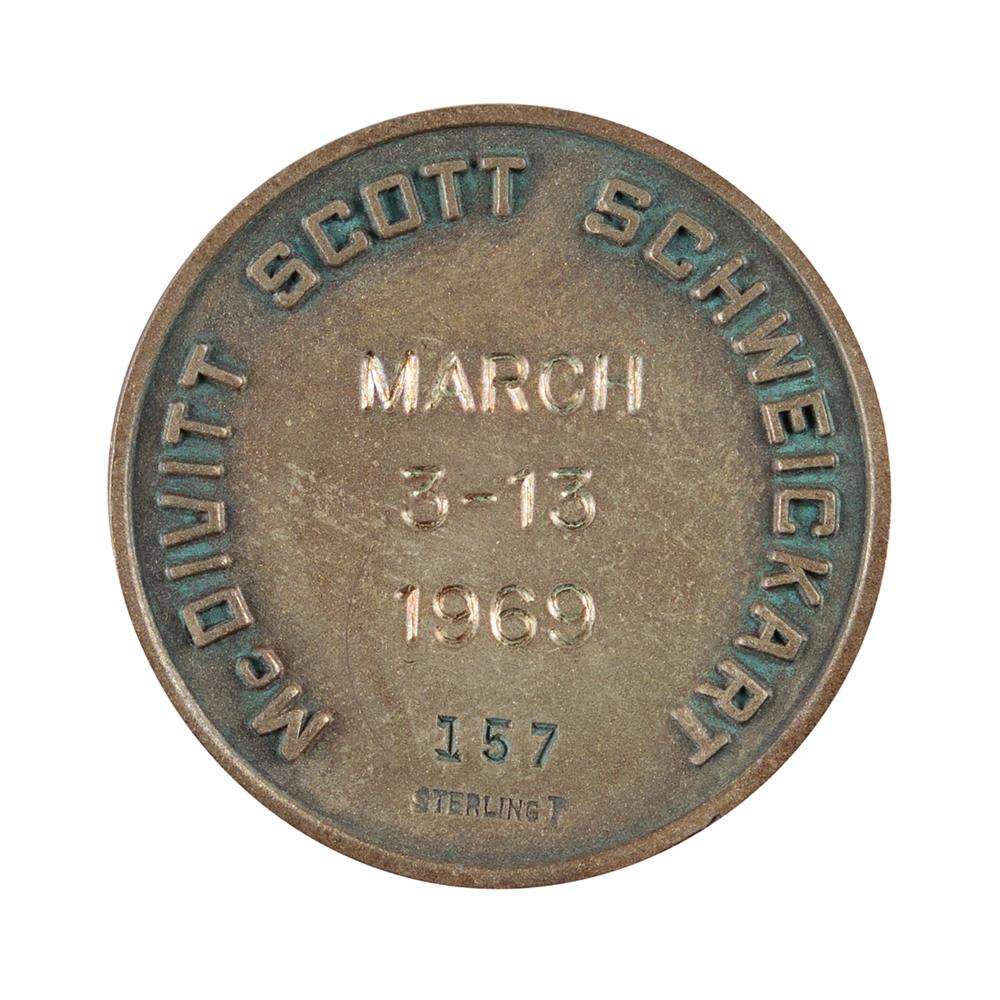 McDIVITT SCOTT SCHWEICKART
MARCH
3-13
1969
157
STERLING T